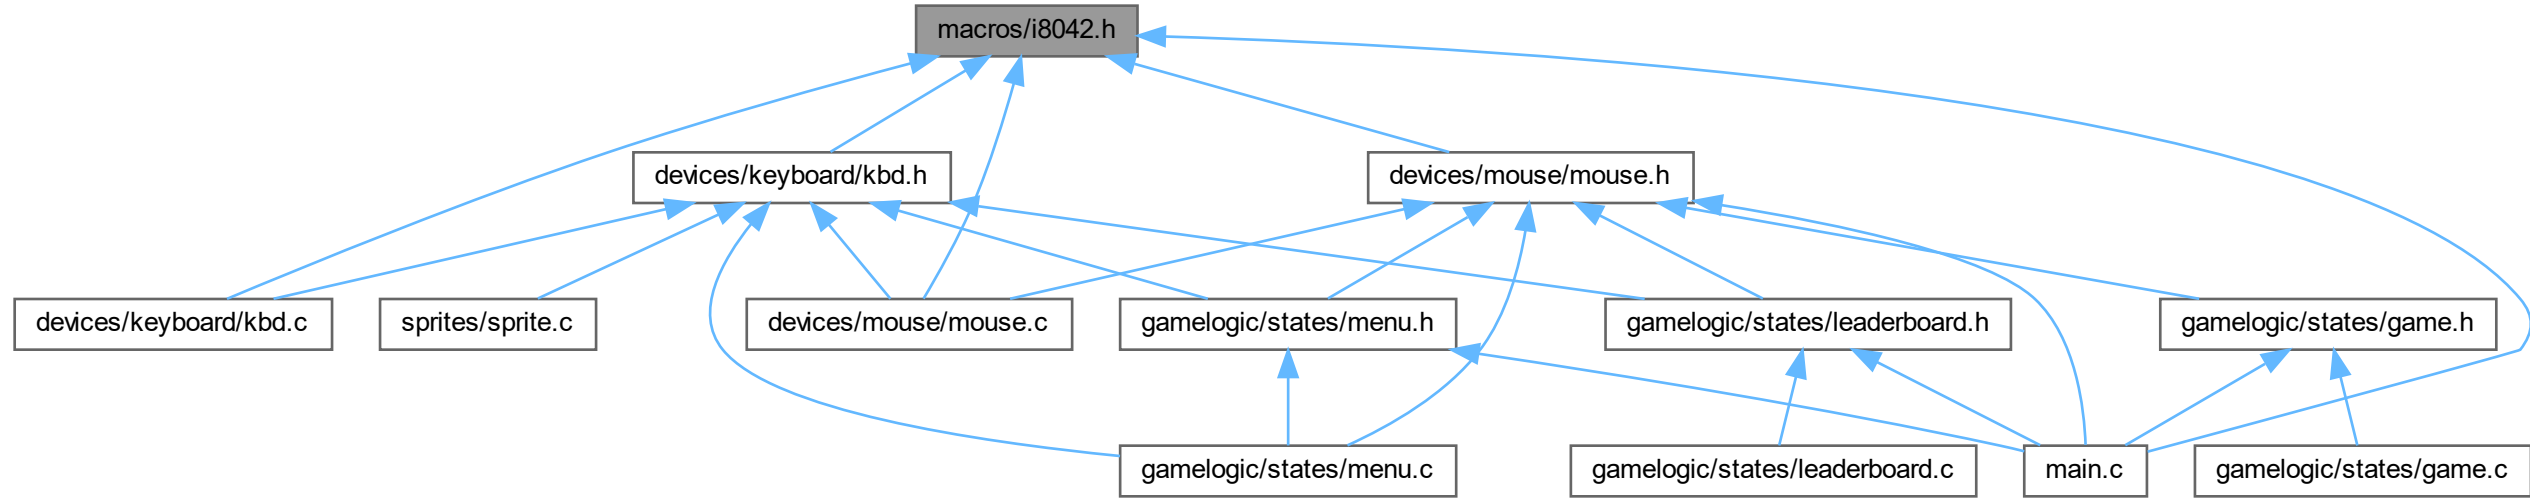 macros/i8042.h
devices/keyboard/kbd.h
devices/mouse/mouse.h
devices/keyboard/kbd.c
sprites/sprite.c
devices/mouse/mouse.c
gamelogic/states/menu.h
gamelogic/states/leaderboard.h
gamelogic/states/game.h
gamelogic/states/menu.c
gamelogic/states/leaderboard.c
main.c
gamelogic/states/game.c